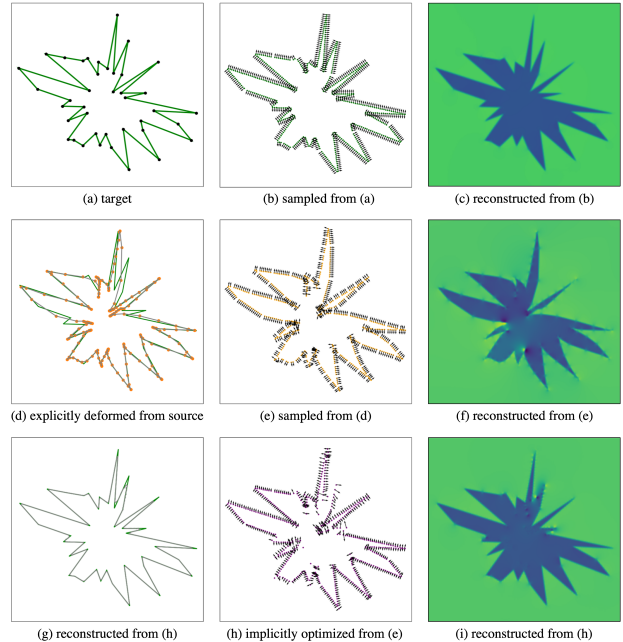 (a) target
(b) sampled from (a)
(c) reconstructed from (b)
(d) explicitly deformed from source
(e) sampled from (d)
(f) reconstructed from (e)
(g) reconstructed from (h)
(h) implicitly optimized from (e)
(i) reconstructed from (h)